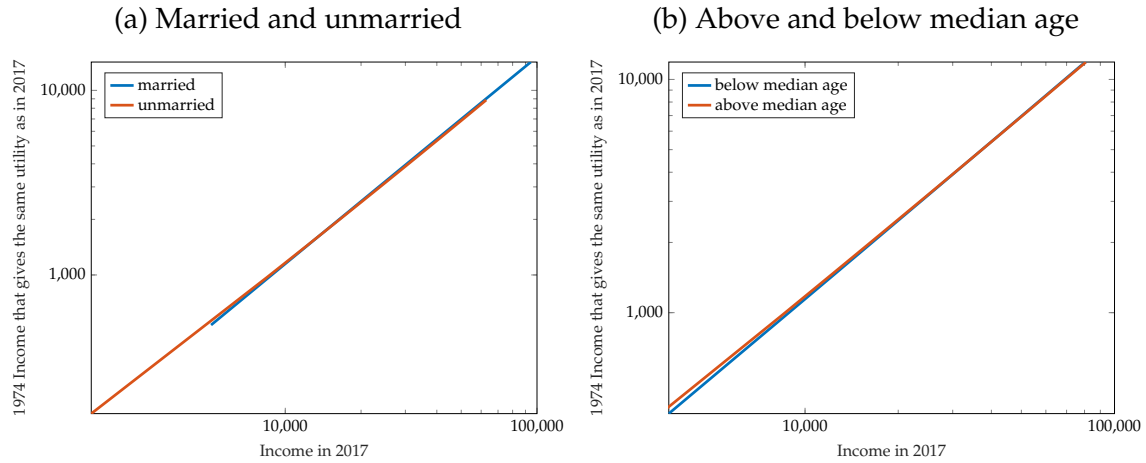 (a) Married and unmarried
1974 Income that gives the same utility as in 2017
10,000
1,000
married
unmarried
10,000
100,000
Income in 2017
(b) Above and below median age
1974 Income that gives the same utility as in 2017
10,000
1,000
below median age
above median age
10,000
100,000
Income in 2017